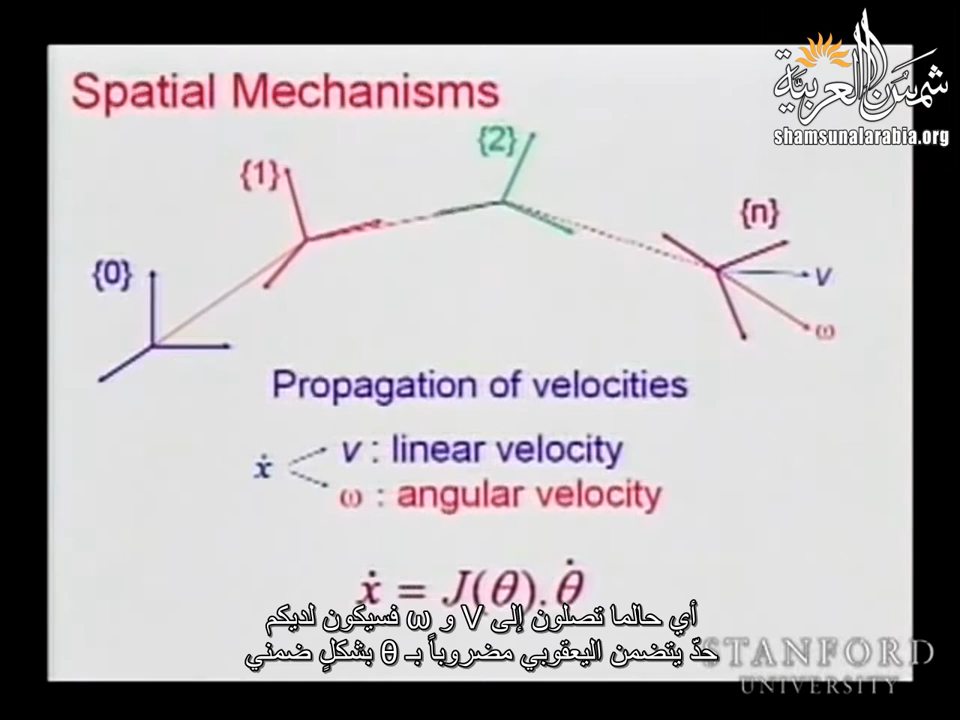 شمس العربية
shamsunalarabia.org
Spatial Mechanisms
{0}
{1}
{2}
{n}
v
ω
Propagation of velocities
ẋ
v : linear velocity
ω : angular velocity
ẋ = J(θ).θ̇
أي حالما تصلون إلى V و ω فسيكون لديكم
حدّ يتضمن اليعقوبي مضروباً بـ θ بشكلٍ ضمني
STANFORD
UNIVERSITY